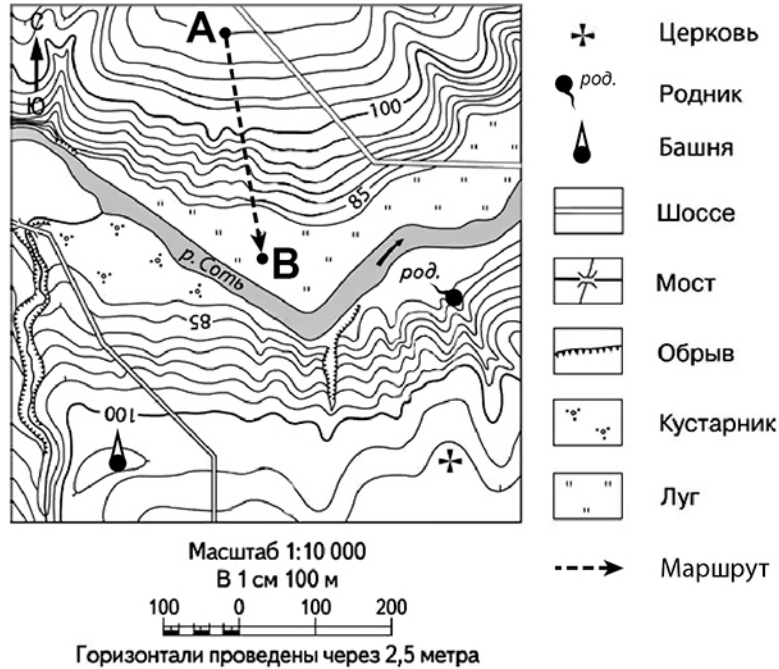 С
Ю
А
100
85
В
р. Соть
род.
85
100
Церковь
род.
Родник
Башня
Шоссе
Мост
Обрыв
Кустарник
Луг
Маршрут
Масштаб 1:10 000
В 1 см 100 м
100 0 100 200
Горизонтали проведены через 2,5 метра